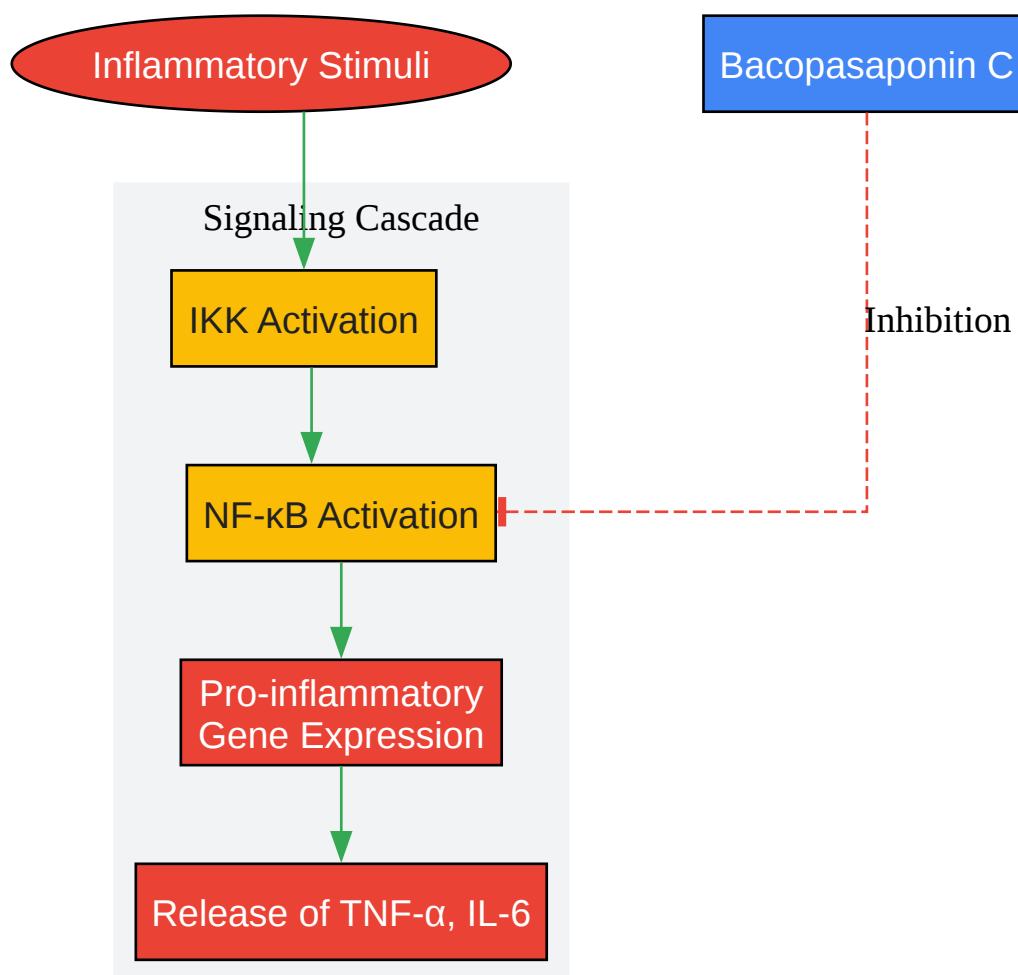 Inflammatory Stimuli
Bacopasaponin C
Signaling Cascade
IKK Activation
Inhibition
NF-κB Activation
Pro-inflammatory
Gene Expression
Release of TNF-α, IL-6